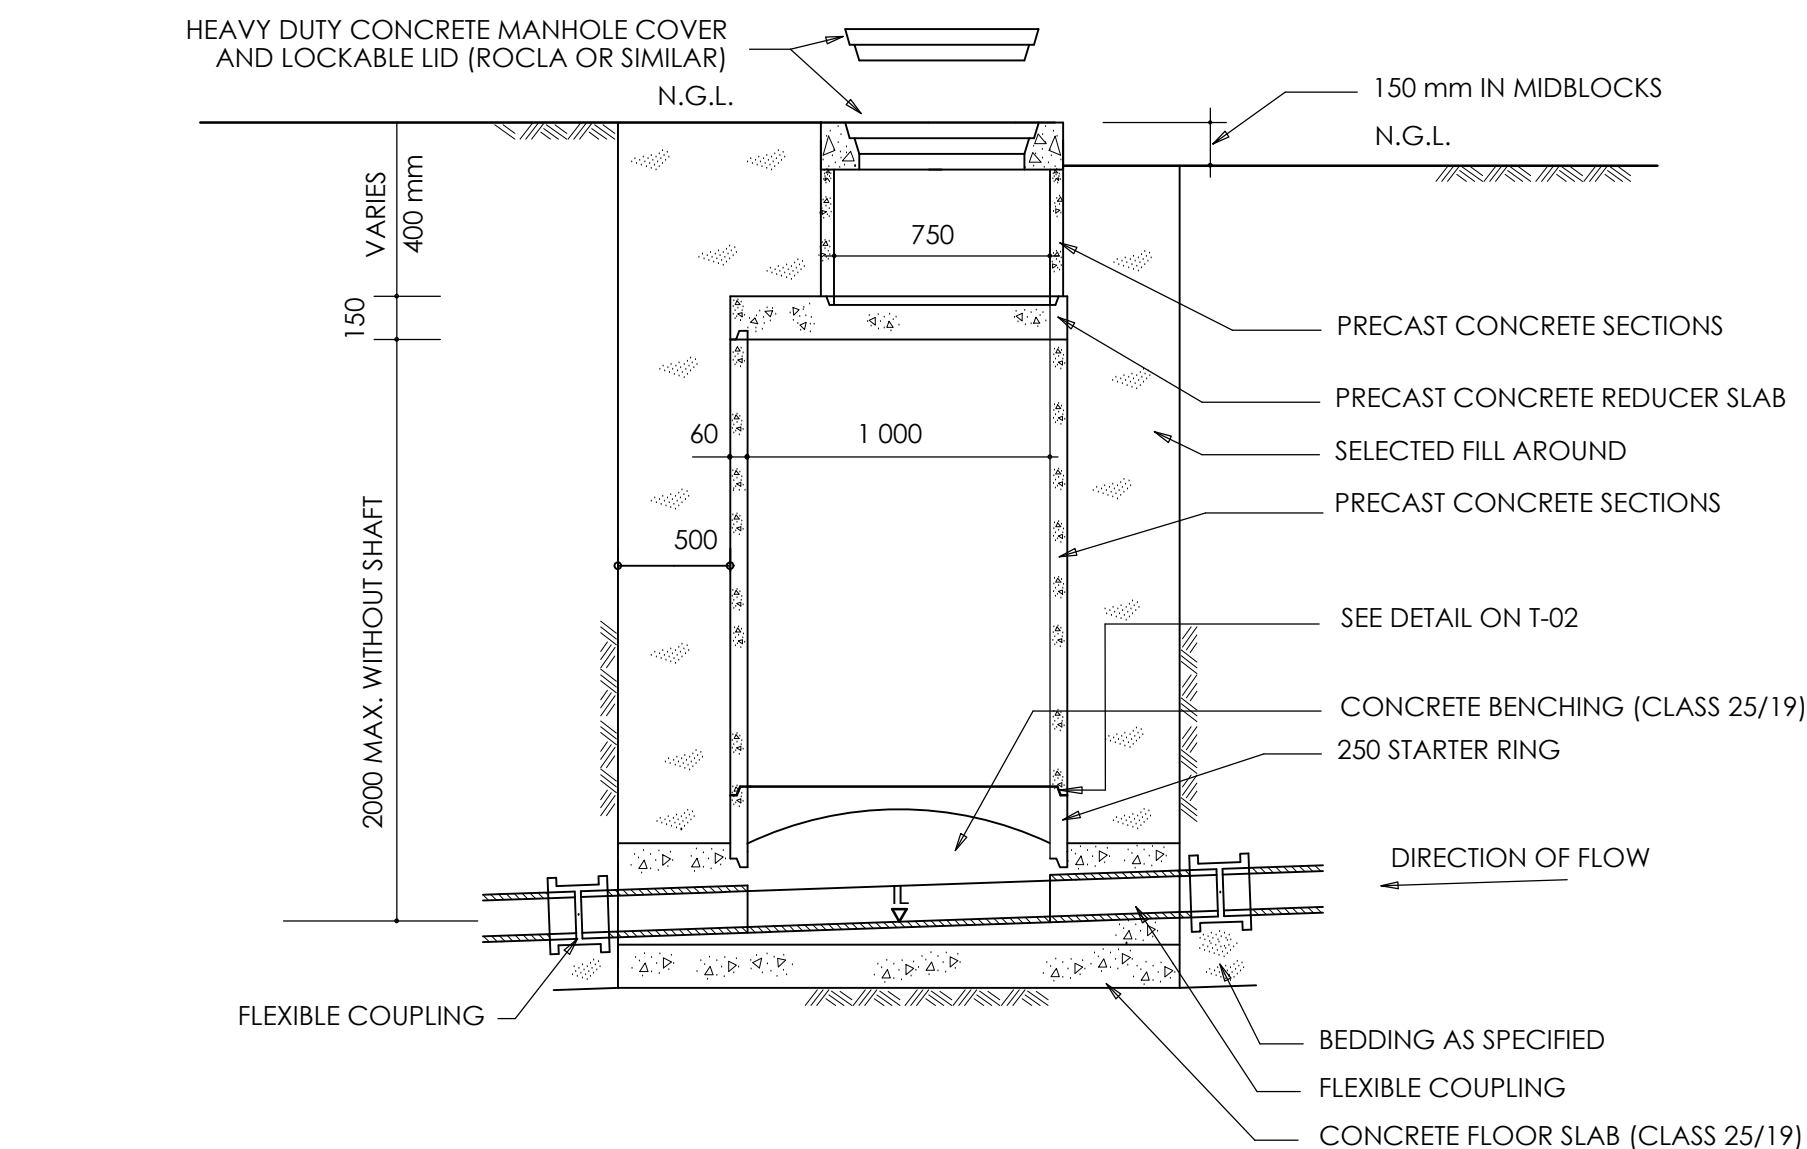 HEAVY DUTY CONCRETE MANHOLE COVER
AND LOCKABLE LID (ROCLA OR SIMILAR)
N.G.L.
150 mm IN MIDBLOCKS
N.G.L.
VARIES
400 mm
750
150
PRECAST CONCRETE SECTIONS
PRECAST CONCRETE REDUCER SLAB
60
1 000
SELECTED FILL AROUND
PRECAST CONCRETE SECTIONS
500
2000 MAX. WITHOUT SHAFT
SEE DETAIL ON T-02
CONCRETE BENCHING (CLASS 25/19)
250 STARTER RING
DIRECTION OF FLOW
IL
FLEXIBLE COUPLING
BEDDING AS SPECIFIED
FLEXIBLE COUPLING
CONCRETE FLOOR SLAB (CLASS 25/19)